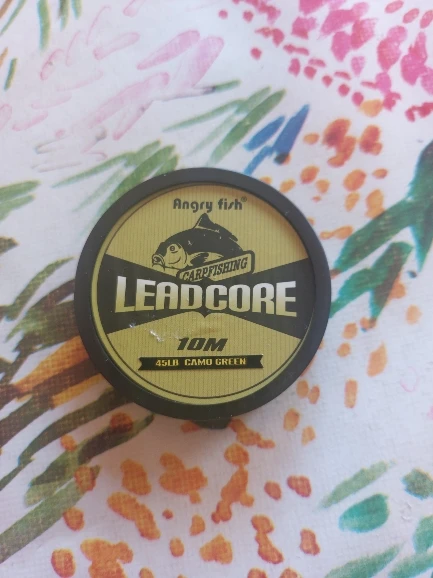 Angry fish®
CARPFISHING
LEADCORE
10M
45LB CAMO GREEN